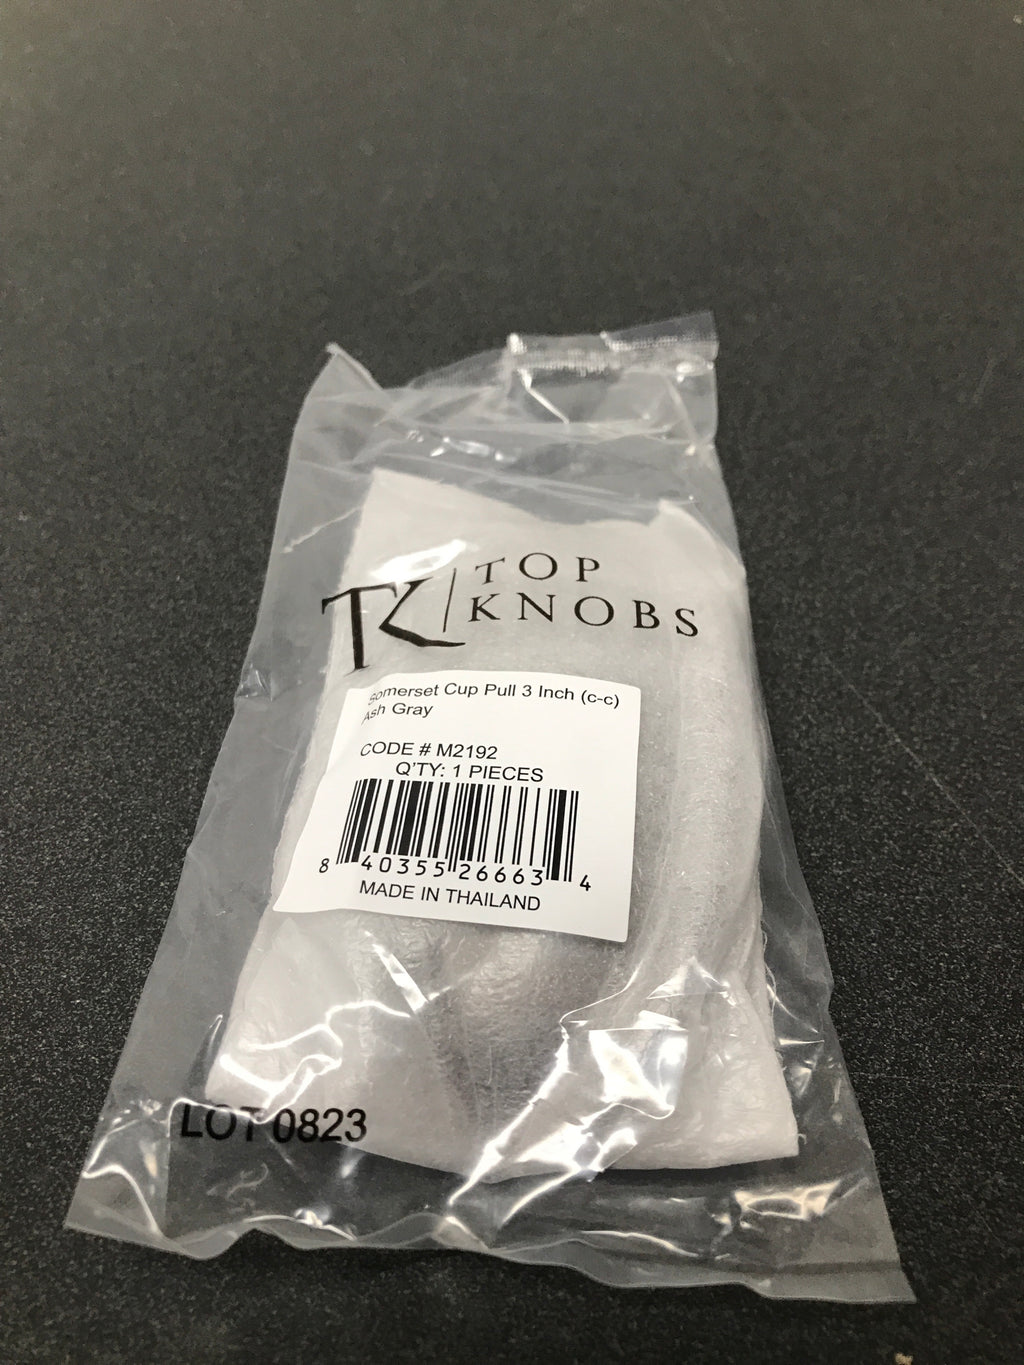 TK TOP
KNOBS
Somerset Cup Pull 3 Inch (c-c)
Ash Gray
CODE # M2192
Q'TY: 1 PIECES
8 40355 26663 4
MADE IN THAILAND
LOT 0823